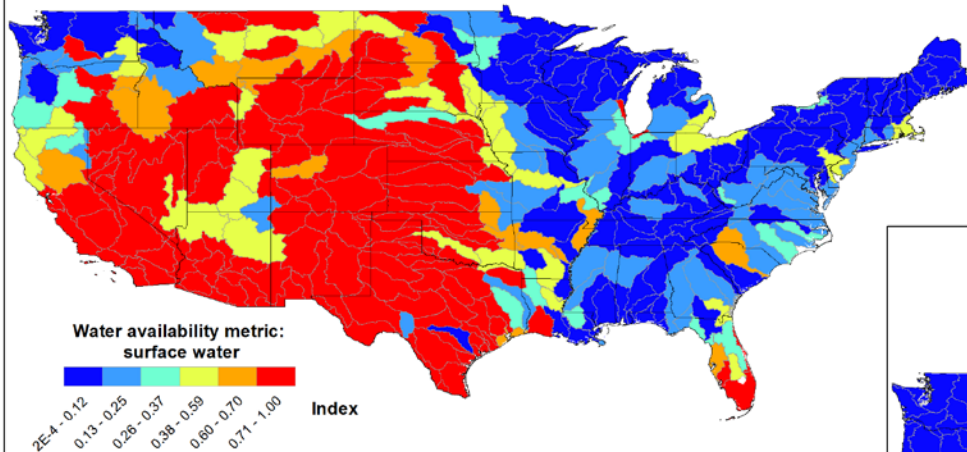 Water availability metric:
surface water
2E-4 - 0.12
0.13 - 0.25
0.26 - 0.37
0.38 - 0.59
0.60 - 0.70
0.71 - 1.00
Index